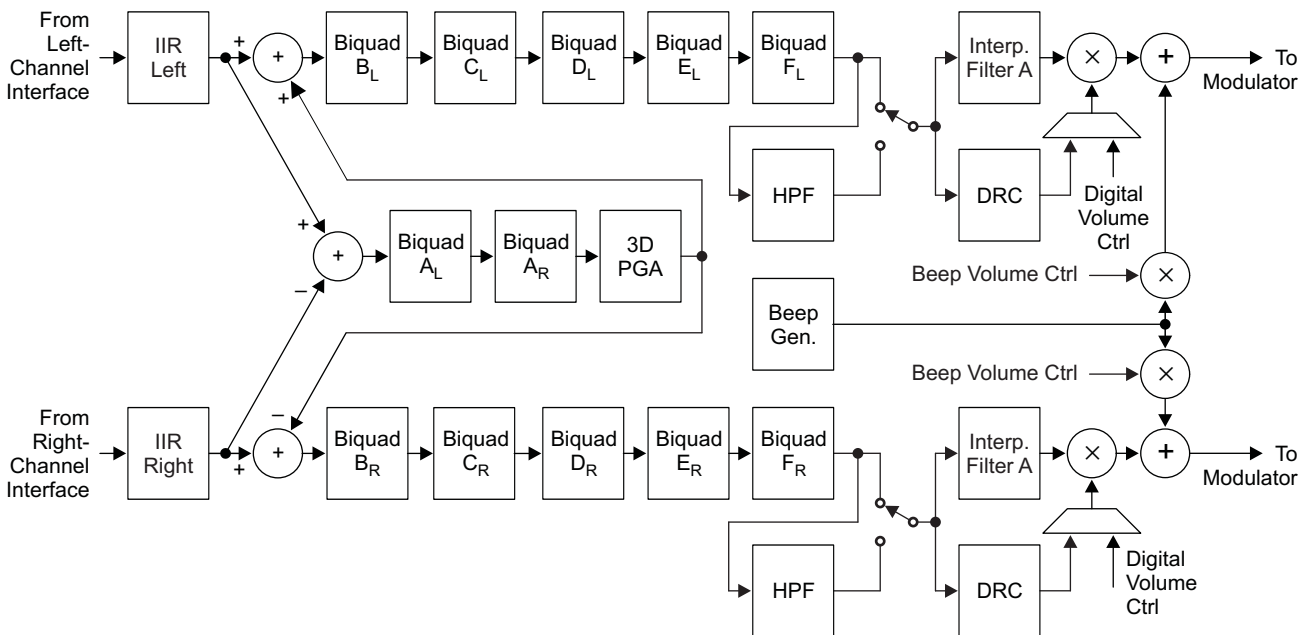 From
Left-
Channel
Interface
IIR
Left
+
+
+
Biquad
B_L
Biquad
C_L
Biquad
D_L
Biquad
E_L
Biquad
F_L
Interp.
Filter A
×
+
To
Modulator
HPF
DRC
Digital
Volume
Ctrl
+
+
−
Biquad
A_L
Biquad
A_R
3D
PGA
Beep Volume Ctrl
×
Beep
Gen.
Beep Volume Ctrl
×
From
Right-
Channel
Interface
IIR
Right
−
+
+
Biquad
B_R
Biquad
C_R
Biquad
D_R
Biquad
E_R
Biquad
F_R
Interp.
Filter A
×
+
To
Modulator
HPF
DRC
Digital
Volume
Ctrl